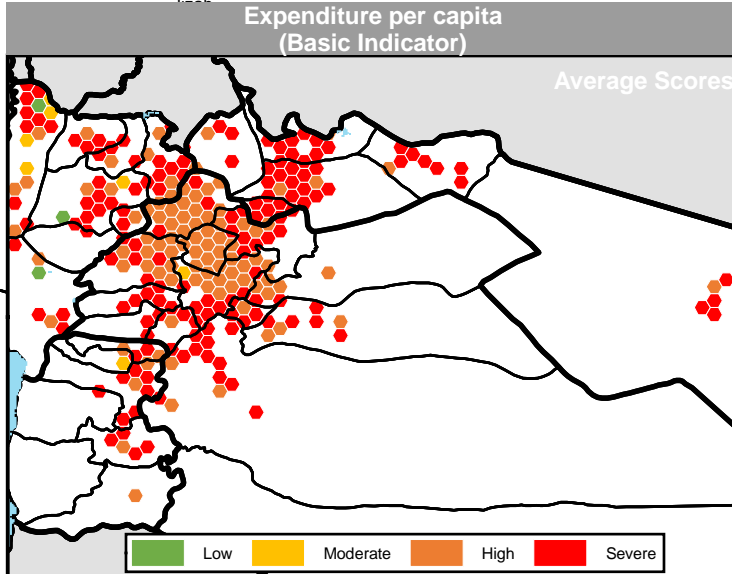 Expenditure per capita
(Basic Indicator)
Average Scores
Low
Moderate
High
Severe